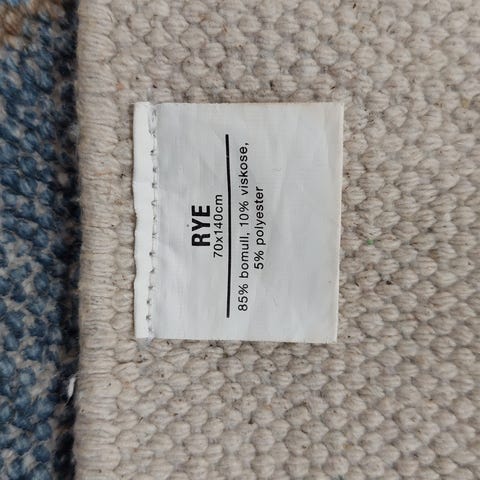 RYE
70x140cm
85% bomull, 10% viskose,
5% polyester